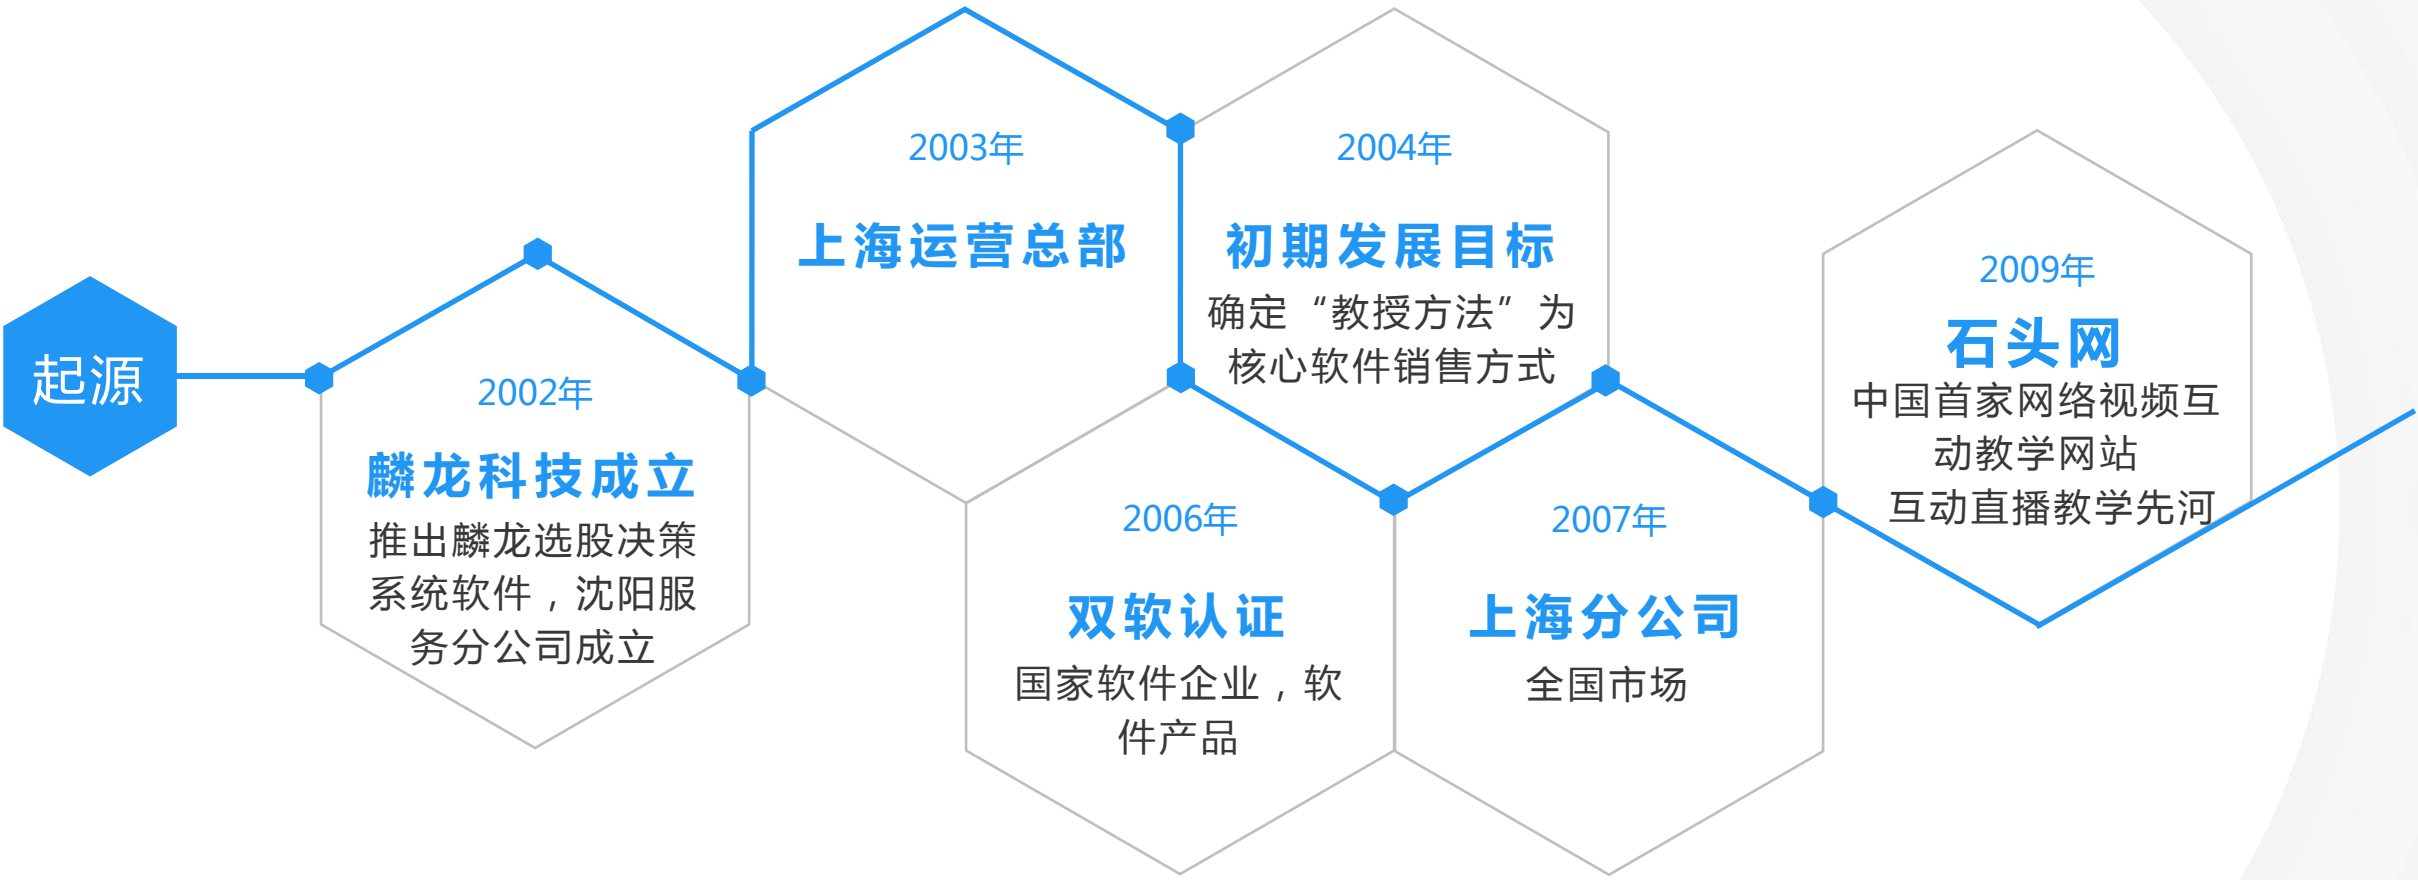 起源
2002年
麟龙科技成立
推出麟龙选股决策
系统软件，沈阳服
务分公司成立
2003年
上海运营总部
2004年
初期发展目标
确定“教授方法”为
核心软件销售方式
2006年
双软认证
国家软件企业，软
件产品
2007年
上海分公司
全国市场
2009年
石头网
中国首家网络视频互
动教学网站
互动直播教学先河